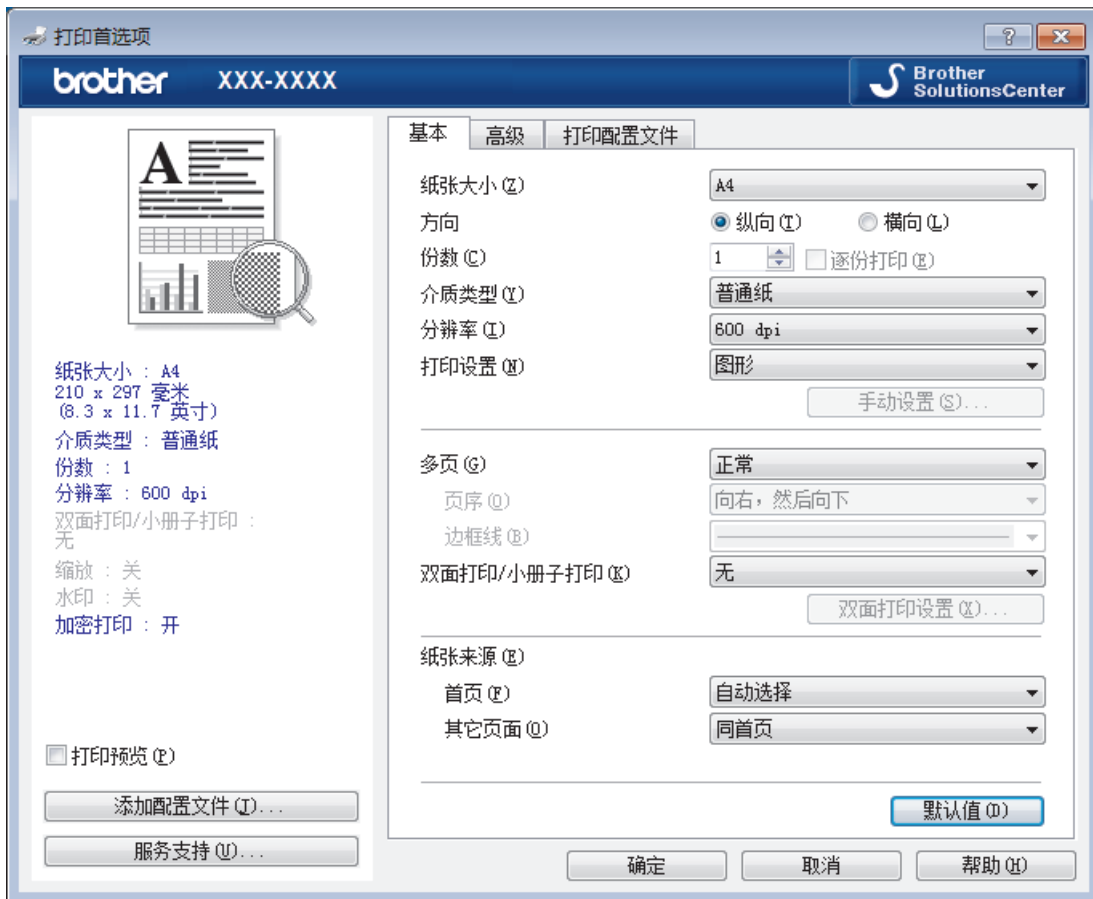 打印首选项
brother XXX-XXXX
Brother
SolutionsCenter
A
纸张大小 : A4
210 x 297 毫米
(8.3 x 11.7 英寸)
介质类型 : 普通纸
份数 : 1
分辨率 : 600 dpi
双面打印/小册子打印 :
无
缩放 : 关
水印 : 关
加密打印 : 开
打印预览(P)
添加配置文件(J)...
服务支持(U)...
基本 高级 打印配置文件
纸张大小(Z) A4
方向 纵向(T) 横向(L)
份数(C) 1 逐份打印(E)
介质类型(Y) 普通纸
分辨率(I) 600 dpi
打印设置(N) 图形
手动设置(S)...
多页(G) 正常
页序(O) 向右，然后向下
边框线(B)
双面打印/小册子打印(K) 无
双面打印设置(X)...
纸张来源(E)
首页(F) 自动选择
其它页面(O) 同首页
默认值(D)
确定 取消 帮助(H)